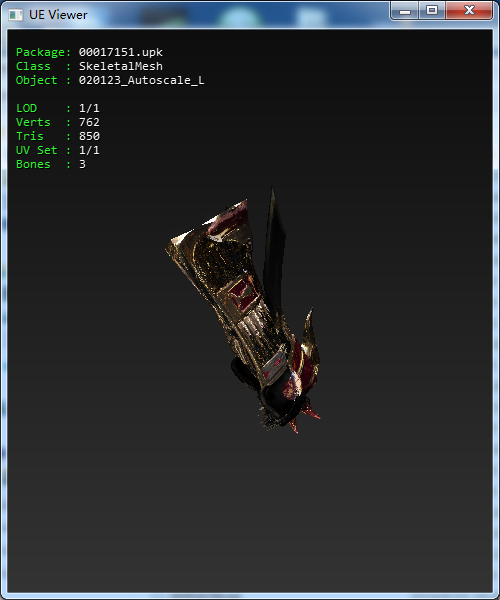 UE Viewer
Package: 00017151.upk
Class : SkeletalMesh
Object : 020123_Autoscale_L
LOD : 1/1
Verts : 762
Tris : 850
UV Set : 1/1
Bones : 3